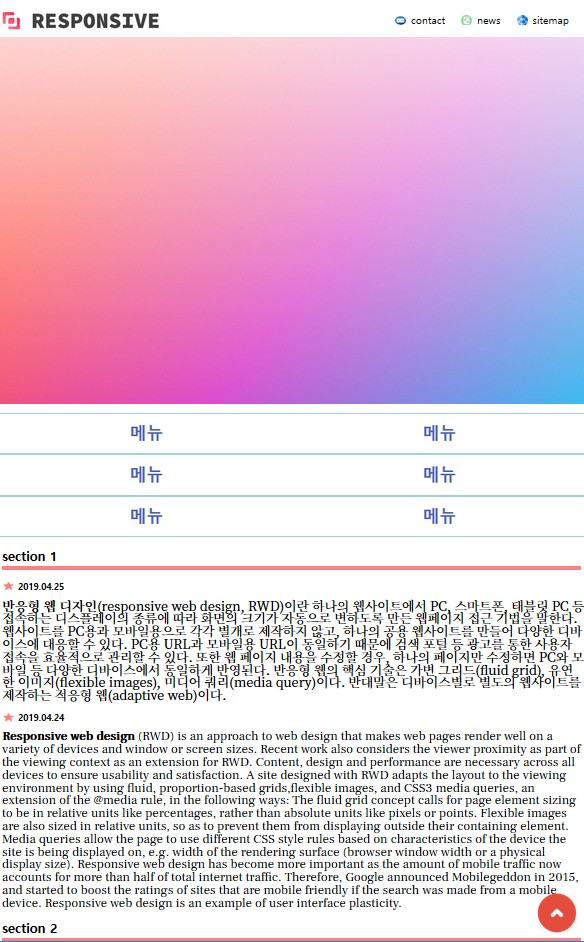 RESPONSIVE
contact news sitemap
메뉴 메뉴
메뉴 메뉴
메뉴 메뉴
section 1
2019.04.25
반응형 웹 디자인(responsive web design, RWD)이란 하나의 웹사이트에서 PC, 스마트폰, 태블릿 PC 등
접속하는 디스플레이의 종류에 따라 화면의 크기가 자동으로 변하도록 만든 웹페이지 접근 기법을 말한다.
웹사이트를 PC용과 모바일용으로 각각 별개로 제작하지 않고, 하나의 공용 웹사이트를 만들어 다양한 디바
이스에 대응할 수 있다. PC용 URL과 모바일용 URL이 동일하기 때문에 검색 포털 등 광고를 통한 사용자
접속을 효율적으로 관리할 수 있다. 또한 웹 페이지 내용을 수정할 경우, 하나의 페이지만 수정하면 PC와 모
바일 등 다양한 디바이스에서 동일하게 반영된다. 반응형 웹의 핵심 기술은 가변 그리드(fluid grid), 유연
한 이미지(flexible images), 미디어 쿼리(media query)이다. 반대말은 디바이스별로 별도의 웹사이트를
제작하는 적응형 웹(adaptive web)이다.
2019.04.24
Responsive web design (RWD) is an approach to web design that makes web pages render well on a
variety of devices and window or screen sizes. Recent work also considers the viewer proximity as part of
the viewing context as an extension for RWD. Content, design and performance are necessary across all
devices to ensure usability and satisfaction. A site designed with RWD adapts the layout to the viewing
environment by using fluid, proportion-based grids,flexible images, and CSS3 media queries, an
extension of the @media rule, in the following ways: The fluid grid concept calls for page element sizing
to be in relative units like percentages, rather than absolute units like pixels or points. Flexible images
are also sized in relative units, so as to prevent them from displaying outside their containing element.
Media queries allow the page to use different CSS style rules based on characteristics of the device the
site is being displayed on, e.g. width of the rendering surface (browser window width or a physical
display size). Responsive web design has become more important as the amount of mobile traffic now
accounts for more than half of total internet traffic. Therefore, Google announced Mobilegeddon in 2015,
and started to boost the ratings of sites that are mobile friendly if the search was made from a mobile
device. Responsive web design is an example of user interface plasticity.
section 2